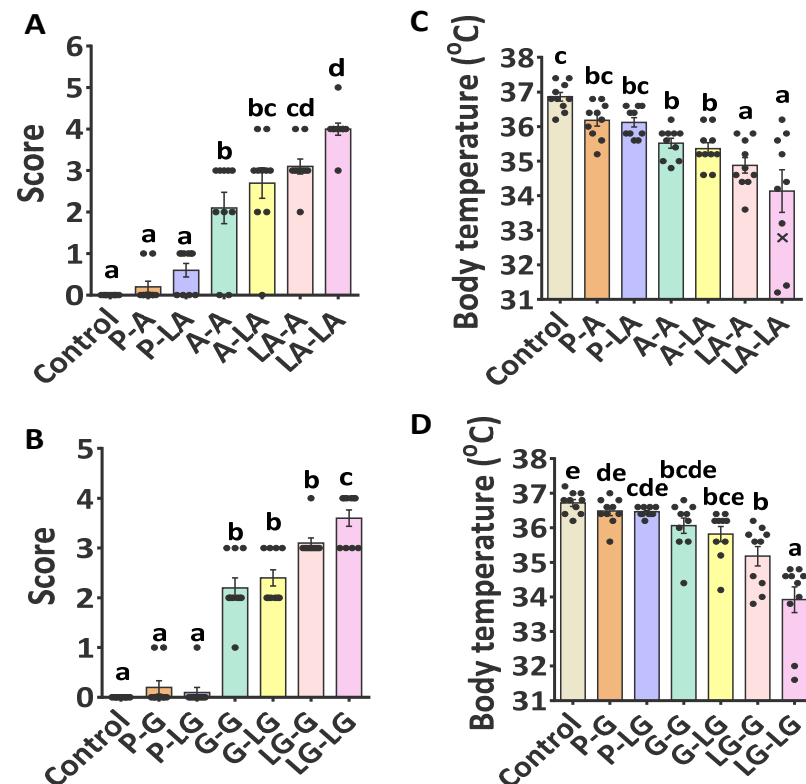 A
Score
6
5
4
3
2
1
0
a
a
a
b
bc
cd
d
Control
P-A
P-LA
A-A
A-LA
LA-A
LA-LA
C
Body temperature (⁰C)
38
37
36
35
34
33
32
31
c
bc
bc
b
b
a
a
×
Control
P-A
P-LA
A-A
A-LA
LA-A
LA-LA
B
Score
5
4
3
2
1
0
a
a
a
b
b
b
c
Control
P-G
P-LG
G-G
G-LG
LG-G
LG-LG
D
Body temperature (⁰C)
38
37
36
35
34
33
32
31
e
de
cde
bcde
bce
b
a
Control
P-G
P-LG
G-G
G-LG
LG-G
LG-LG